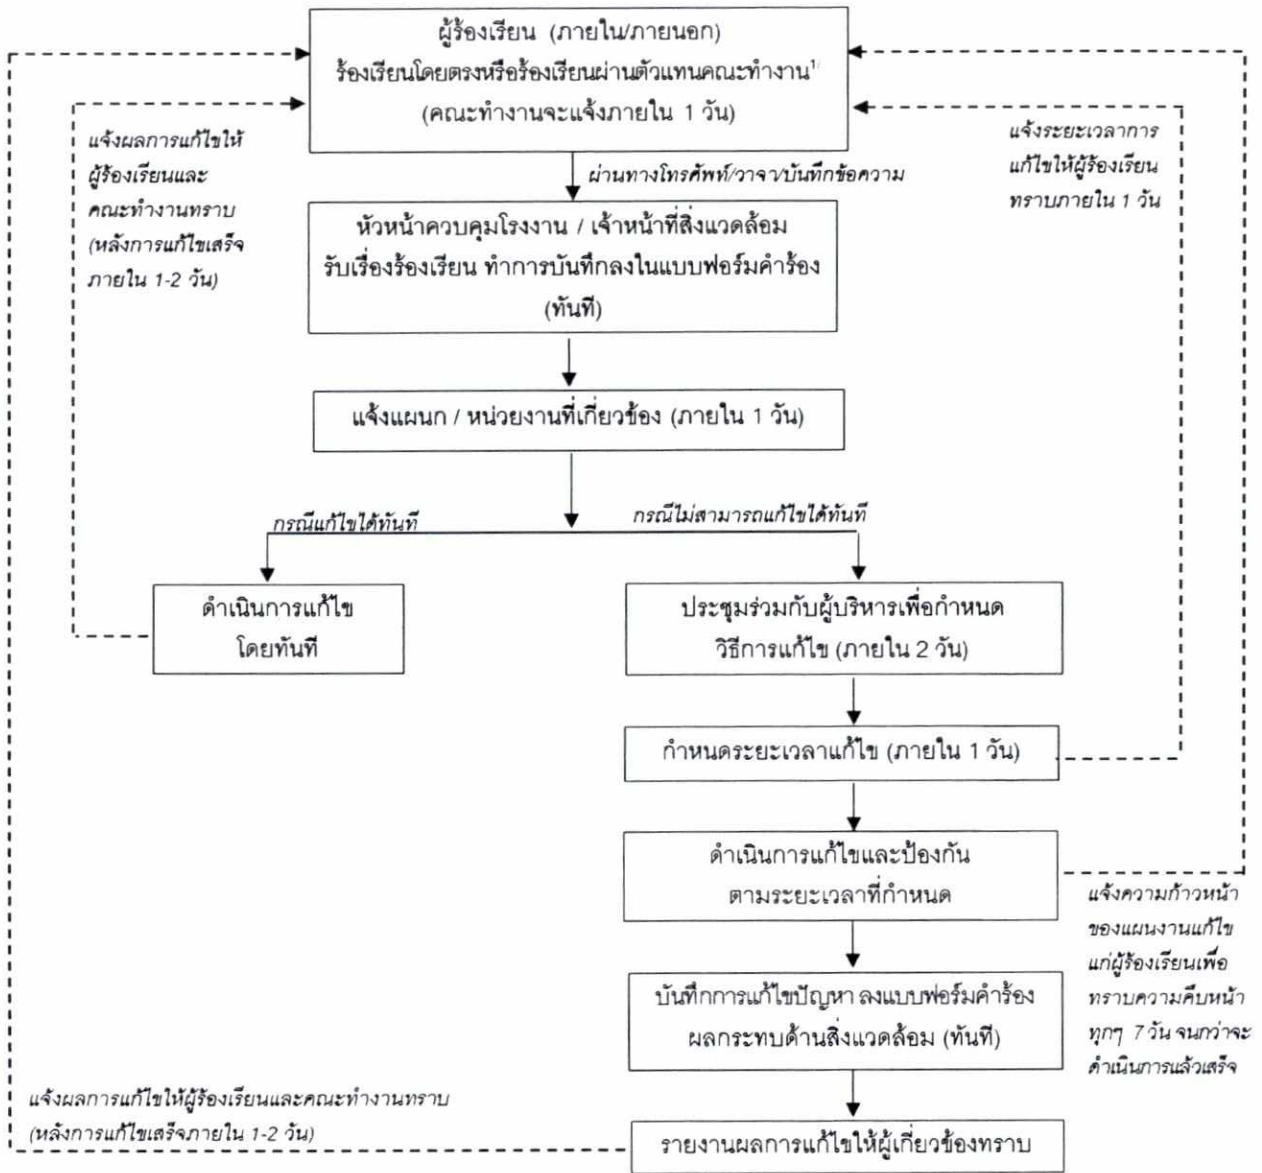 ผู้ร้องเรียน (ภายใน/ภายนอก)
ร้องเรียนโดยตรงหรือร้องเรียนผ่านตัวแทนคณะทำงาน¹⁄
(คณะทำงานจะแจ้งภายใน 1 วัน)
แจ้งผลการแก้ไขให้
ผู้ร้องเรียนและ
คณะทำงานทราบ
(หลังการแก้ไขเสร็จ
ภายใน 1-2 วัน)
แจ้งระยะเวลาการ
แก้ไขให้ผู้ร้องเรียน
ทราบภายใน 1 วัน
ผ่านทางโทรศัพท์/วาจา/บันทึกข้อความ
หัวหน้าควบคุมโรงงาน / เจ้าหน้าที่สิ่งแวดล้อม
รับเรื่องร้องเรียน ทำการบันทึกลงในแบบฟอร์มคำร้อง
(ทันที)
แจ้งแผนก / หน่วยงานที่เกี่ยวข้อง (ภายใน 1 วัน)
กรณีแก้ไขได้ทันที
กรณีไม่สามารถแก้ไขได้ทันที
ดำเนินการแก้ไข
โดยทันที
ประชุมร่วมกับผู้บริหารเพื่อกำหนด
วิธีการแก้ไข (ภายใน 2 วัน)
กำหนดระยะเวลาแก้ไข (ภายใน 1 วัน)
ดำเนินการแก้ไขและป้องกัน
ตามระยะเวลาที่กำหนด
แจ้งความก้าวหน้า
ของแผนงานแก้ไข
แก่ผู้ร้องเรียนเพื่อ
ทราบความคืบหน้า
ทุกๆ 7 วัน จนกว่าจะ
ดำเนินการแล้วเสร็จ
บันทึกการแก้ไขปัญหา ลงแบบฟอร์มคำร้อง
ผลกระทบด้านสิ่งแวดล้อม (ทันที)
แจ้งผลการแก้ไขให้ผู้ร้องเรียนและคณะทำงานทราบ
(หลังการแก้ไขเสร็จภายใน 1-2 วัน)
รายงานผลการแก้ไขให้ผู้เกี่ยวข้องทราบ